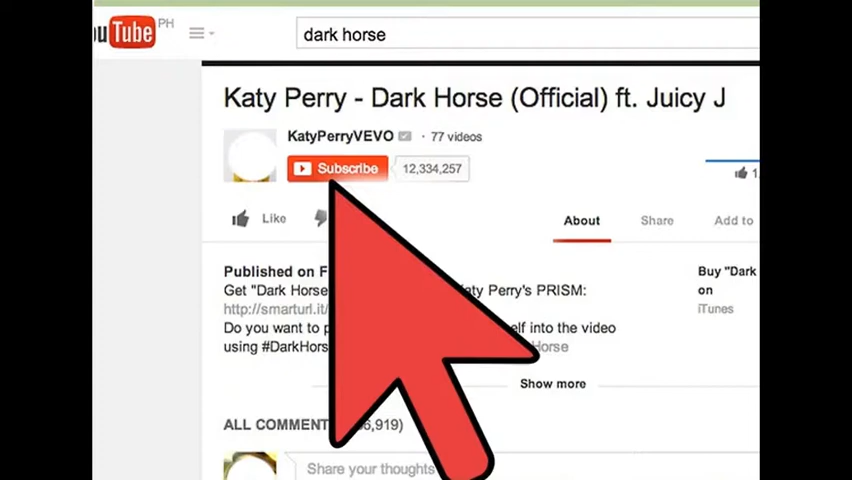 Tube PH
dark horse
Katy Perry - Dark Horse (Official) ft. Juicy J
KatyPerryVEVO · 77 videos
Subscribe 12,334,257
Like
About Share Add to
Published on F
Get "Dark Horse aty Perry's PRISM:
http://smarturl.it/
Do you want to p elf into the video
using #DarkHors Horse
Buy "Dark
on
iTunes
Show more
ALL COMMENT 6,919)
Share your thoughts